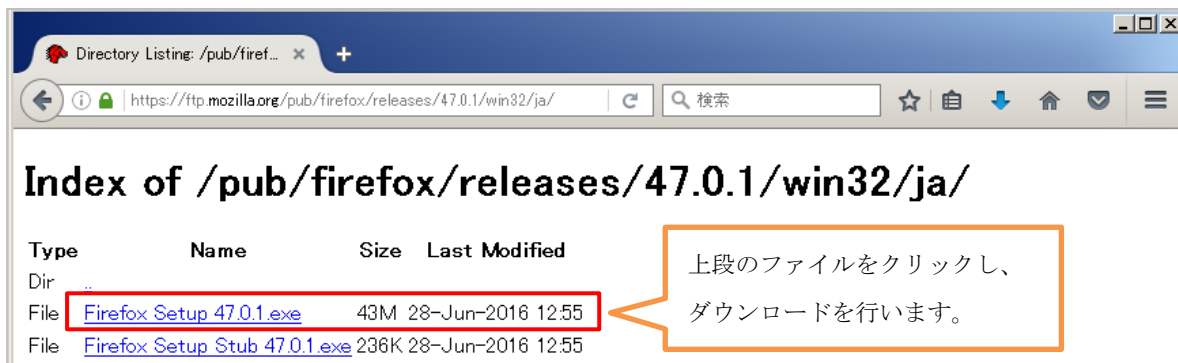 Directory Listing: /pub/firef...
https://ftp.mozilla.org/pub/firefox/releases/47.0.1/win32/ja/
検索
Index of /pub/firefox/releases/47.0.1/win32/ja/
Type Name Size Last Modified
Dir ..
File Firefox Setup 47.0.1.exe 43M 28-Jun-2016 12:55
File Firefox Setup Stub 47.0.1.exe 236K 28-Jun-2016 12:55
上段のファイルをクリックし、
ダウンロードを行います。